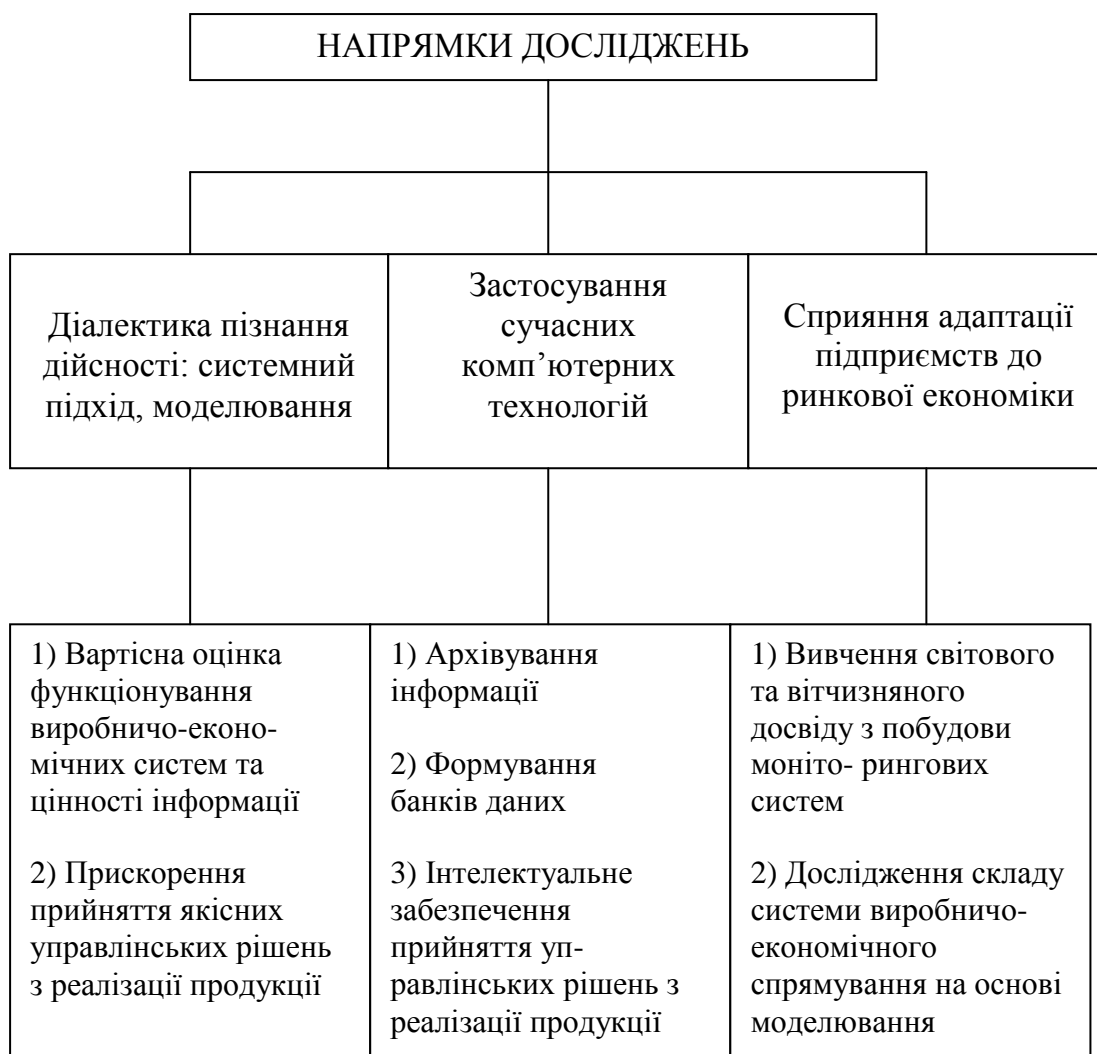 НАПРЯМКИ ДОСЛІДЖЕНЬ
Діалектика пізнання
дійсності: системний
підхід, моделювання
Застосування
сучасних
комп’ютерних
технологій
Сприяння адаптації
підприємств до
ринкової економіки
1) Вартісна оцінка
функціонування
виробничо-еконо-
мічних систем та
цінності інформації
2) Прискорення
прийняття якісних
управлінських рішень
з реалізації продукції
1) Архівування
інформації
2) Формування
банків даних
3) Інтелектуальне
забезпечення
прийняття уп-
равлінських рішень з
реалізації продукції
1) Вивчення світового
та вітчизняного
досвіду з побудови
моніто- рингових
систем
2) Дослідження складу
системи виробничо-
економічного
спрямування на основі
моделювання